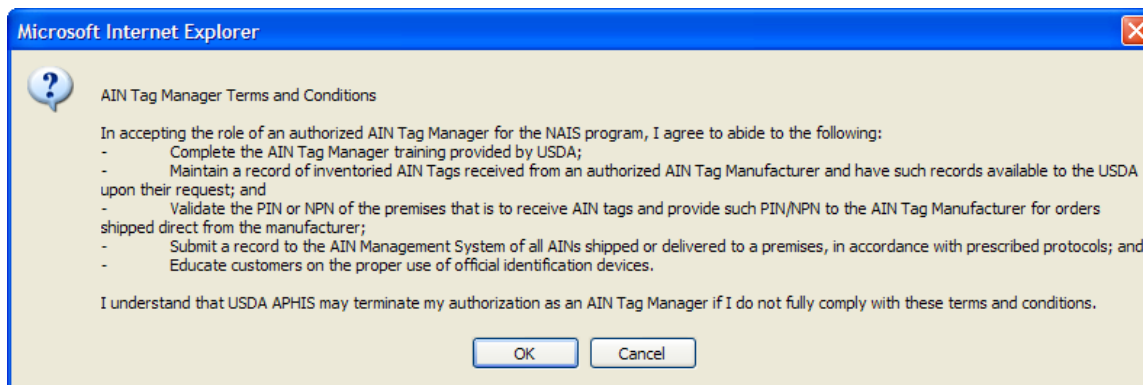 Microsoft Internet Explorer
AIN Tag Manager Terms and Conditions
In accepting the role of an authorized AIN Tag Manager for the NAIS program, I agree to abide to the following:
- Complete the AIN Tag Manager training provided by USDA;
- Maintain a record of inventoried AIN Tags received from an authorized AIN Tag Manufacturer and have such records available to the USDA
upon their request; and
- Validate the PIN or NPN of the premises that is to receive AIN tags and provide such PIN/NPN to the AIN Tag Manufacturer for orders
shipped direct from the manufacturer;
- Submit a record to the AIN Management System of all AINs shipped or delivered to a premises, in accordance with prescribed protocols; and
- Educate customers on the proper use of official identification devices.
I understand that USDA APHIS may terminate my authorization as an AIN Tag Manager if I do not fully comply with these terms and conditions.
OK Cancel